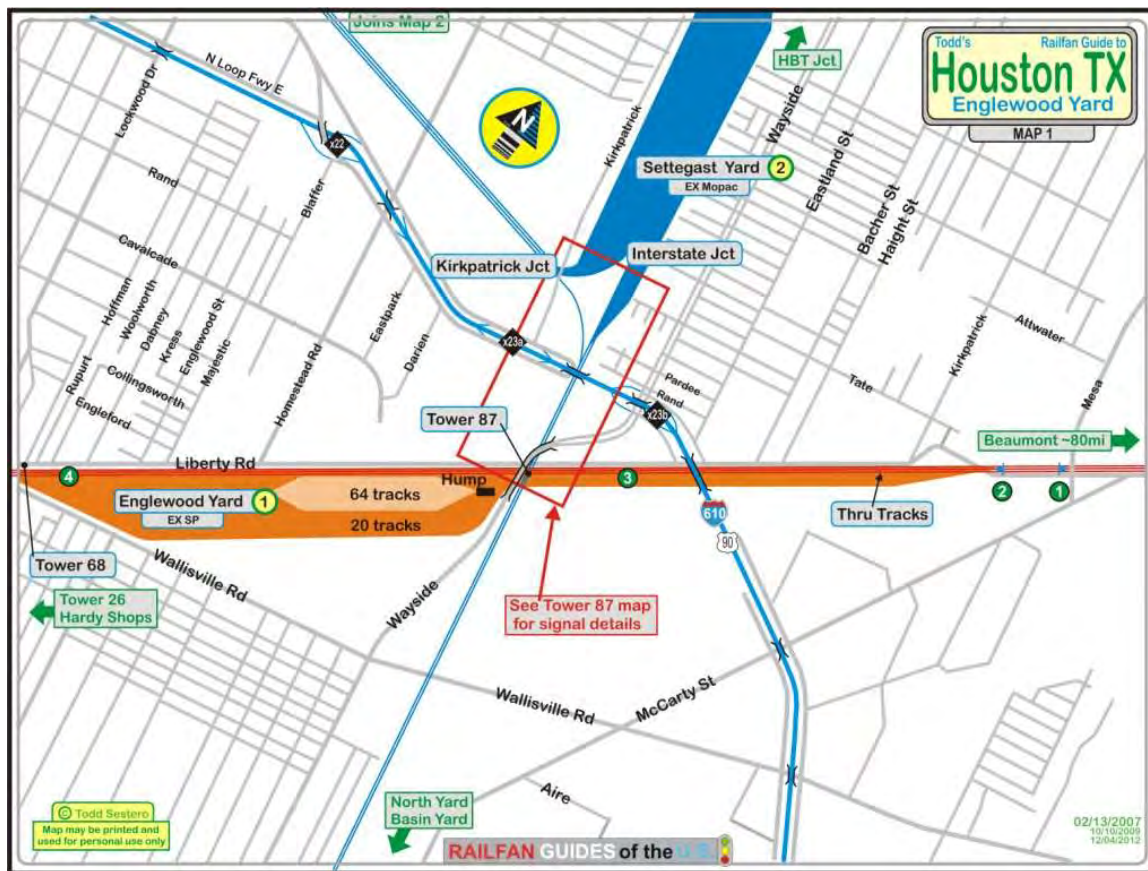 Joins Map 2
HBT Jct
Todd's Railfan Guide to
Houston TX
Englewood Yard
MAP 1
N Loop Fwy E
Lockwood Dr
x22
N
Kirkpatrick
Wayside
Eastland St
Bacher St
Haight St
Settegast Yard 2
EX Mopac
Rand
Blaffer
Cavalcade
Kirkpatrick Jct
Interstate Jct
Hoffman
Woolworth
Dabney
Kress
Englewood St
Majestic
Eastpark
Darien
Homestead Rd
Rupurt
Collingsworth
Engleford
x23a
Pardee
Rand
x23b
Tate
Kirkpatrick
Attwater
Mesa
Tower 87
Beaumont ~80mi
Liberty Rd
4
Hump
3
2
1
Englewood Yard 1
EX SP
64 tracks
20 tracks
Thru Tracks
610
90
Tower 68
Tower 26
Hardy Shops
Wallisville Rd
Wayside
See Tower 87 map
for signal details
McCarty St
Wallisville Rd
Aire
North Yard
Basin Yard
© Todd Sestero
Map may be printed and
used for personal use only
RAILFAN GUIDES of the U.S.
02/13/2007
10/10/2009
12/04/2012